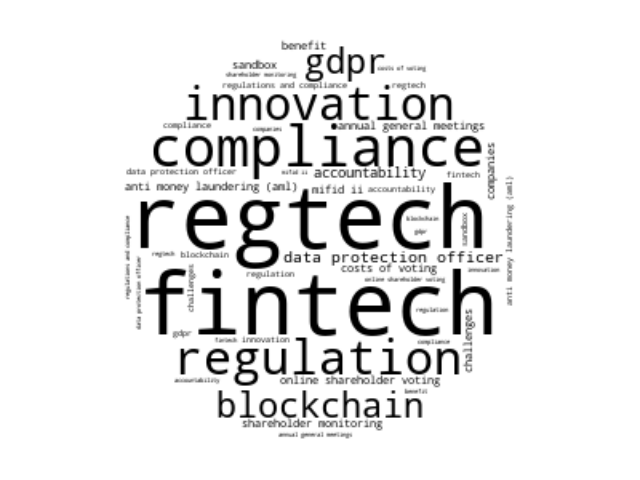 benefit
gdpr
sandbox
costs of voting
shareholder monitoring
regulations and compliance
regtech
innovation
compliance
companies
annual general meetings
compliance
companies
data protection officer
mifid ii
accountability
fintech
anti money laundering (aml)
mifid ii
accountability
anti money laundering (aml)
regtech
blockchain
gdpr
sandbox
regulations and compliance
regtech
blockchain
data protection officer
data protection officer
costs of voting
innovation
challenges
regulation
online shareholder voting
fintech
regulation
challenges
gdpr
fintech
innovation
compliance
regulation
accountability
online shareholder voting
benefit
blockchain
shareholder monitoring
annual general meetings